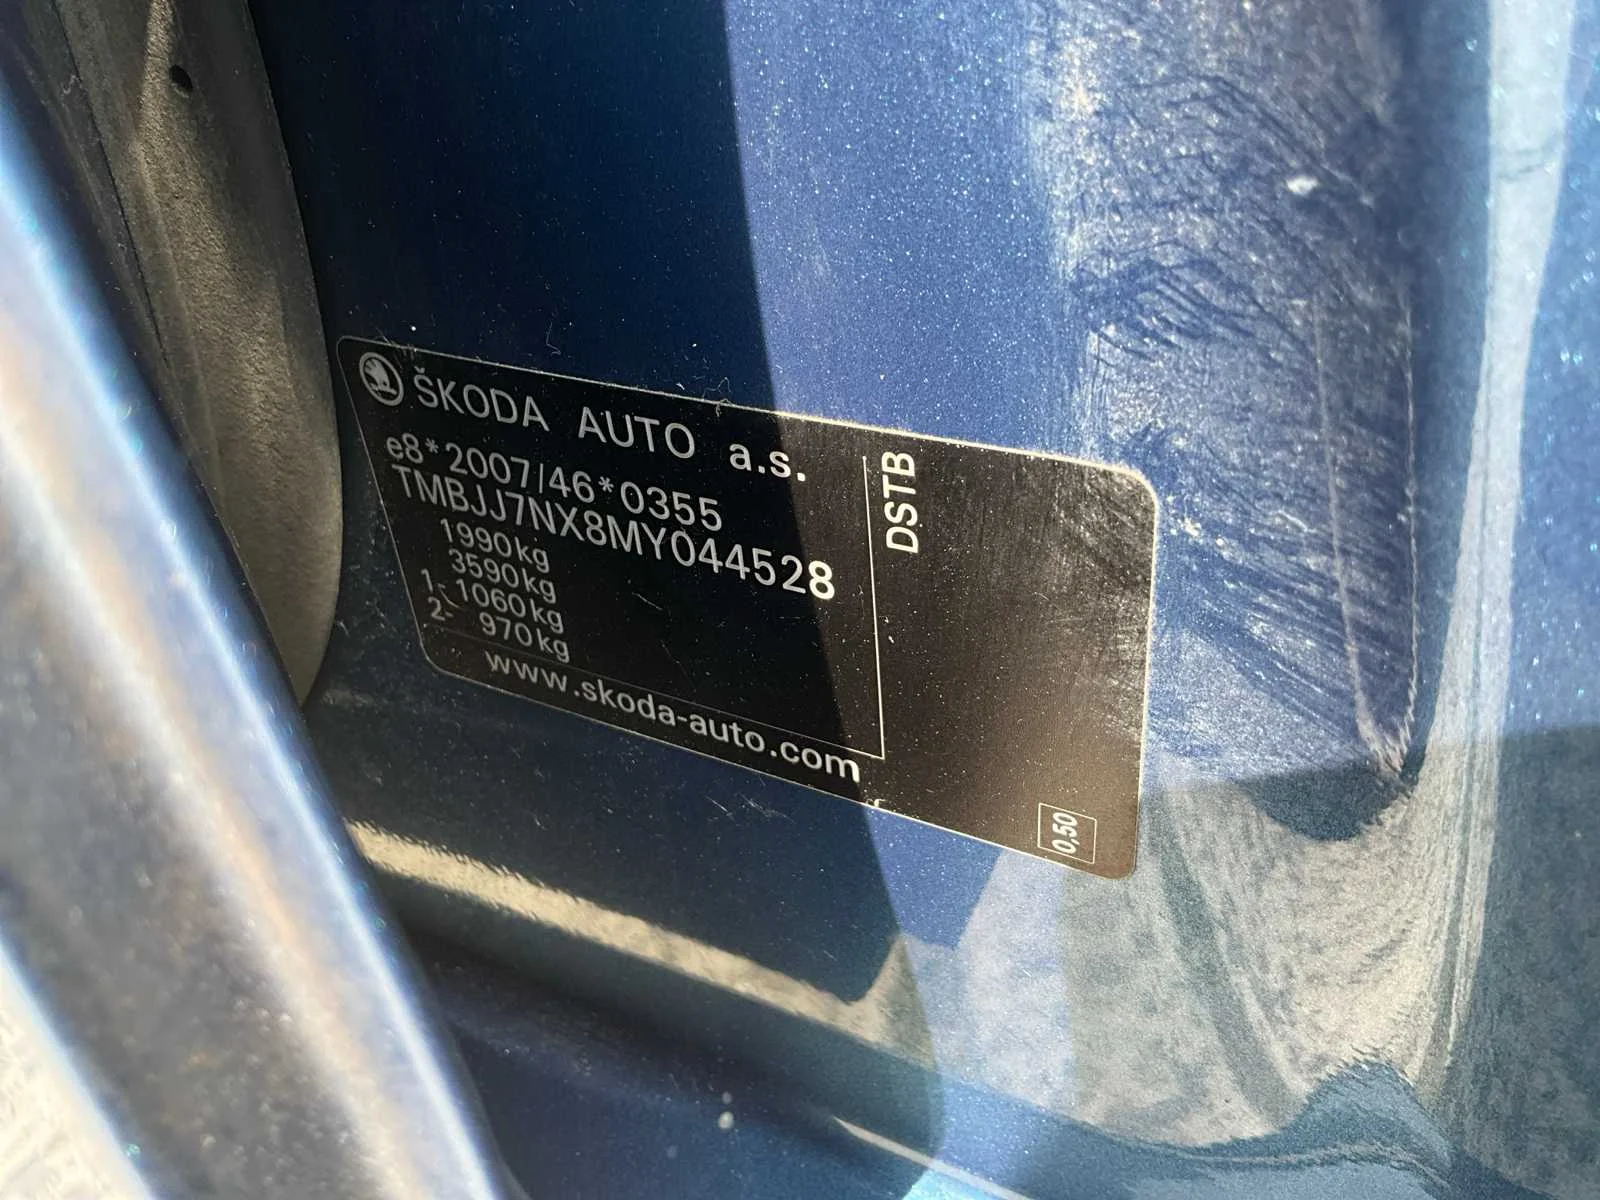 ŠKODA AUTO a.s.
e8*2007/46*0355
TMBJJ7NX8MY044528
1990kg
3590kg
1- 1060kg
2- 970kg
www.skoda-auto.com
DSTB
0,50